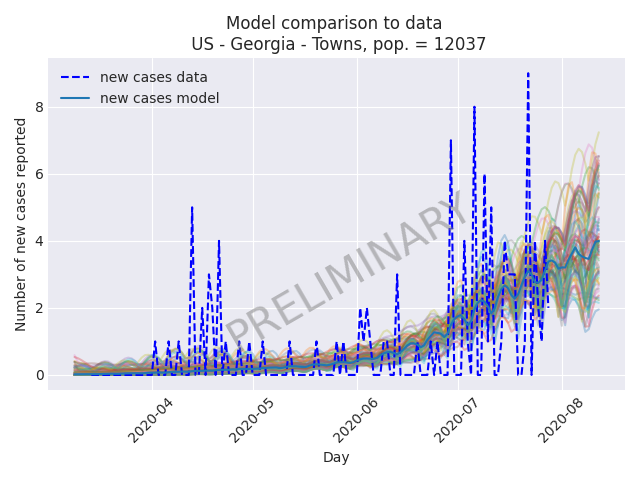 Model comparison to data
US - Georgia - Towns, pop. = 12037
new cases data
new cases model
Number of new cases reported
8
6
4
2
0
PRELIMINARY
2020-04
2020-05
2020-06
2020-07
2020-08
Day